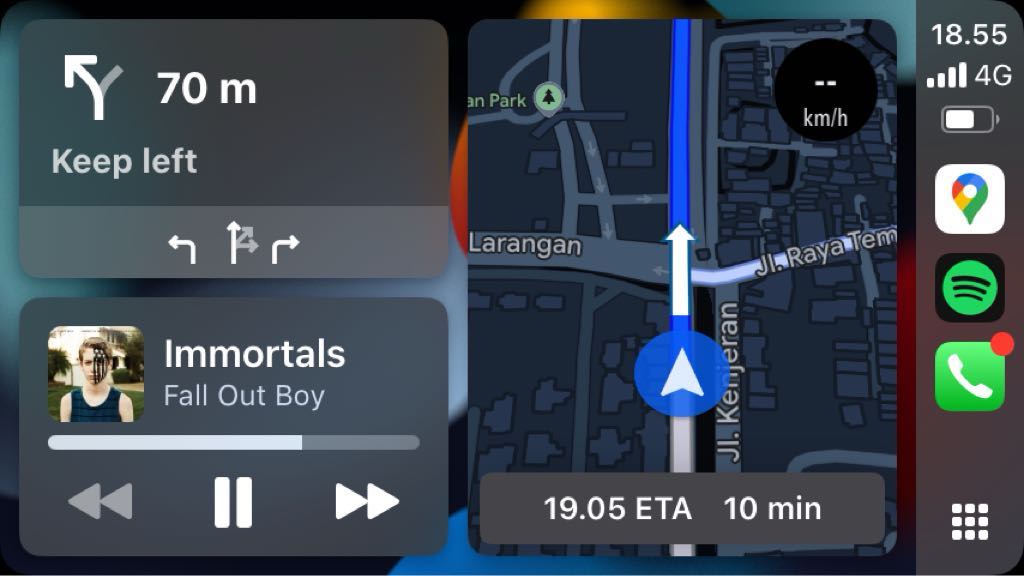 70 m
Keep left
Immortals
Fall Out Boy
an Park
--
km/h
Larangan
Jl. Raya Tem
Jl. Kenjeran
19.05 ETA 10 min
18.55
4G